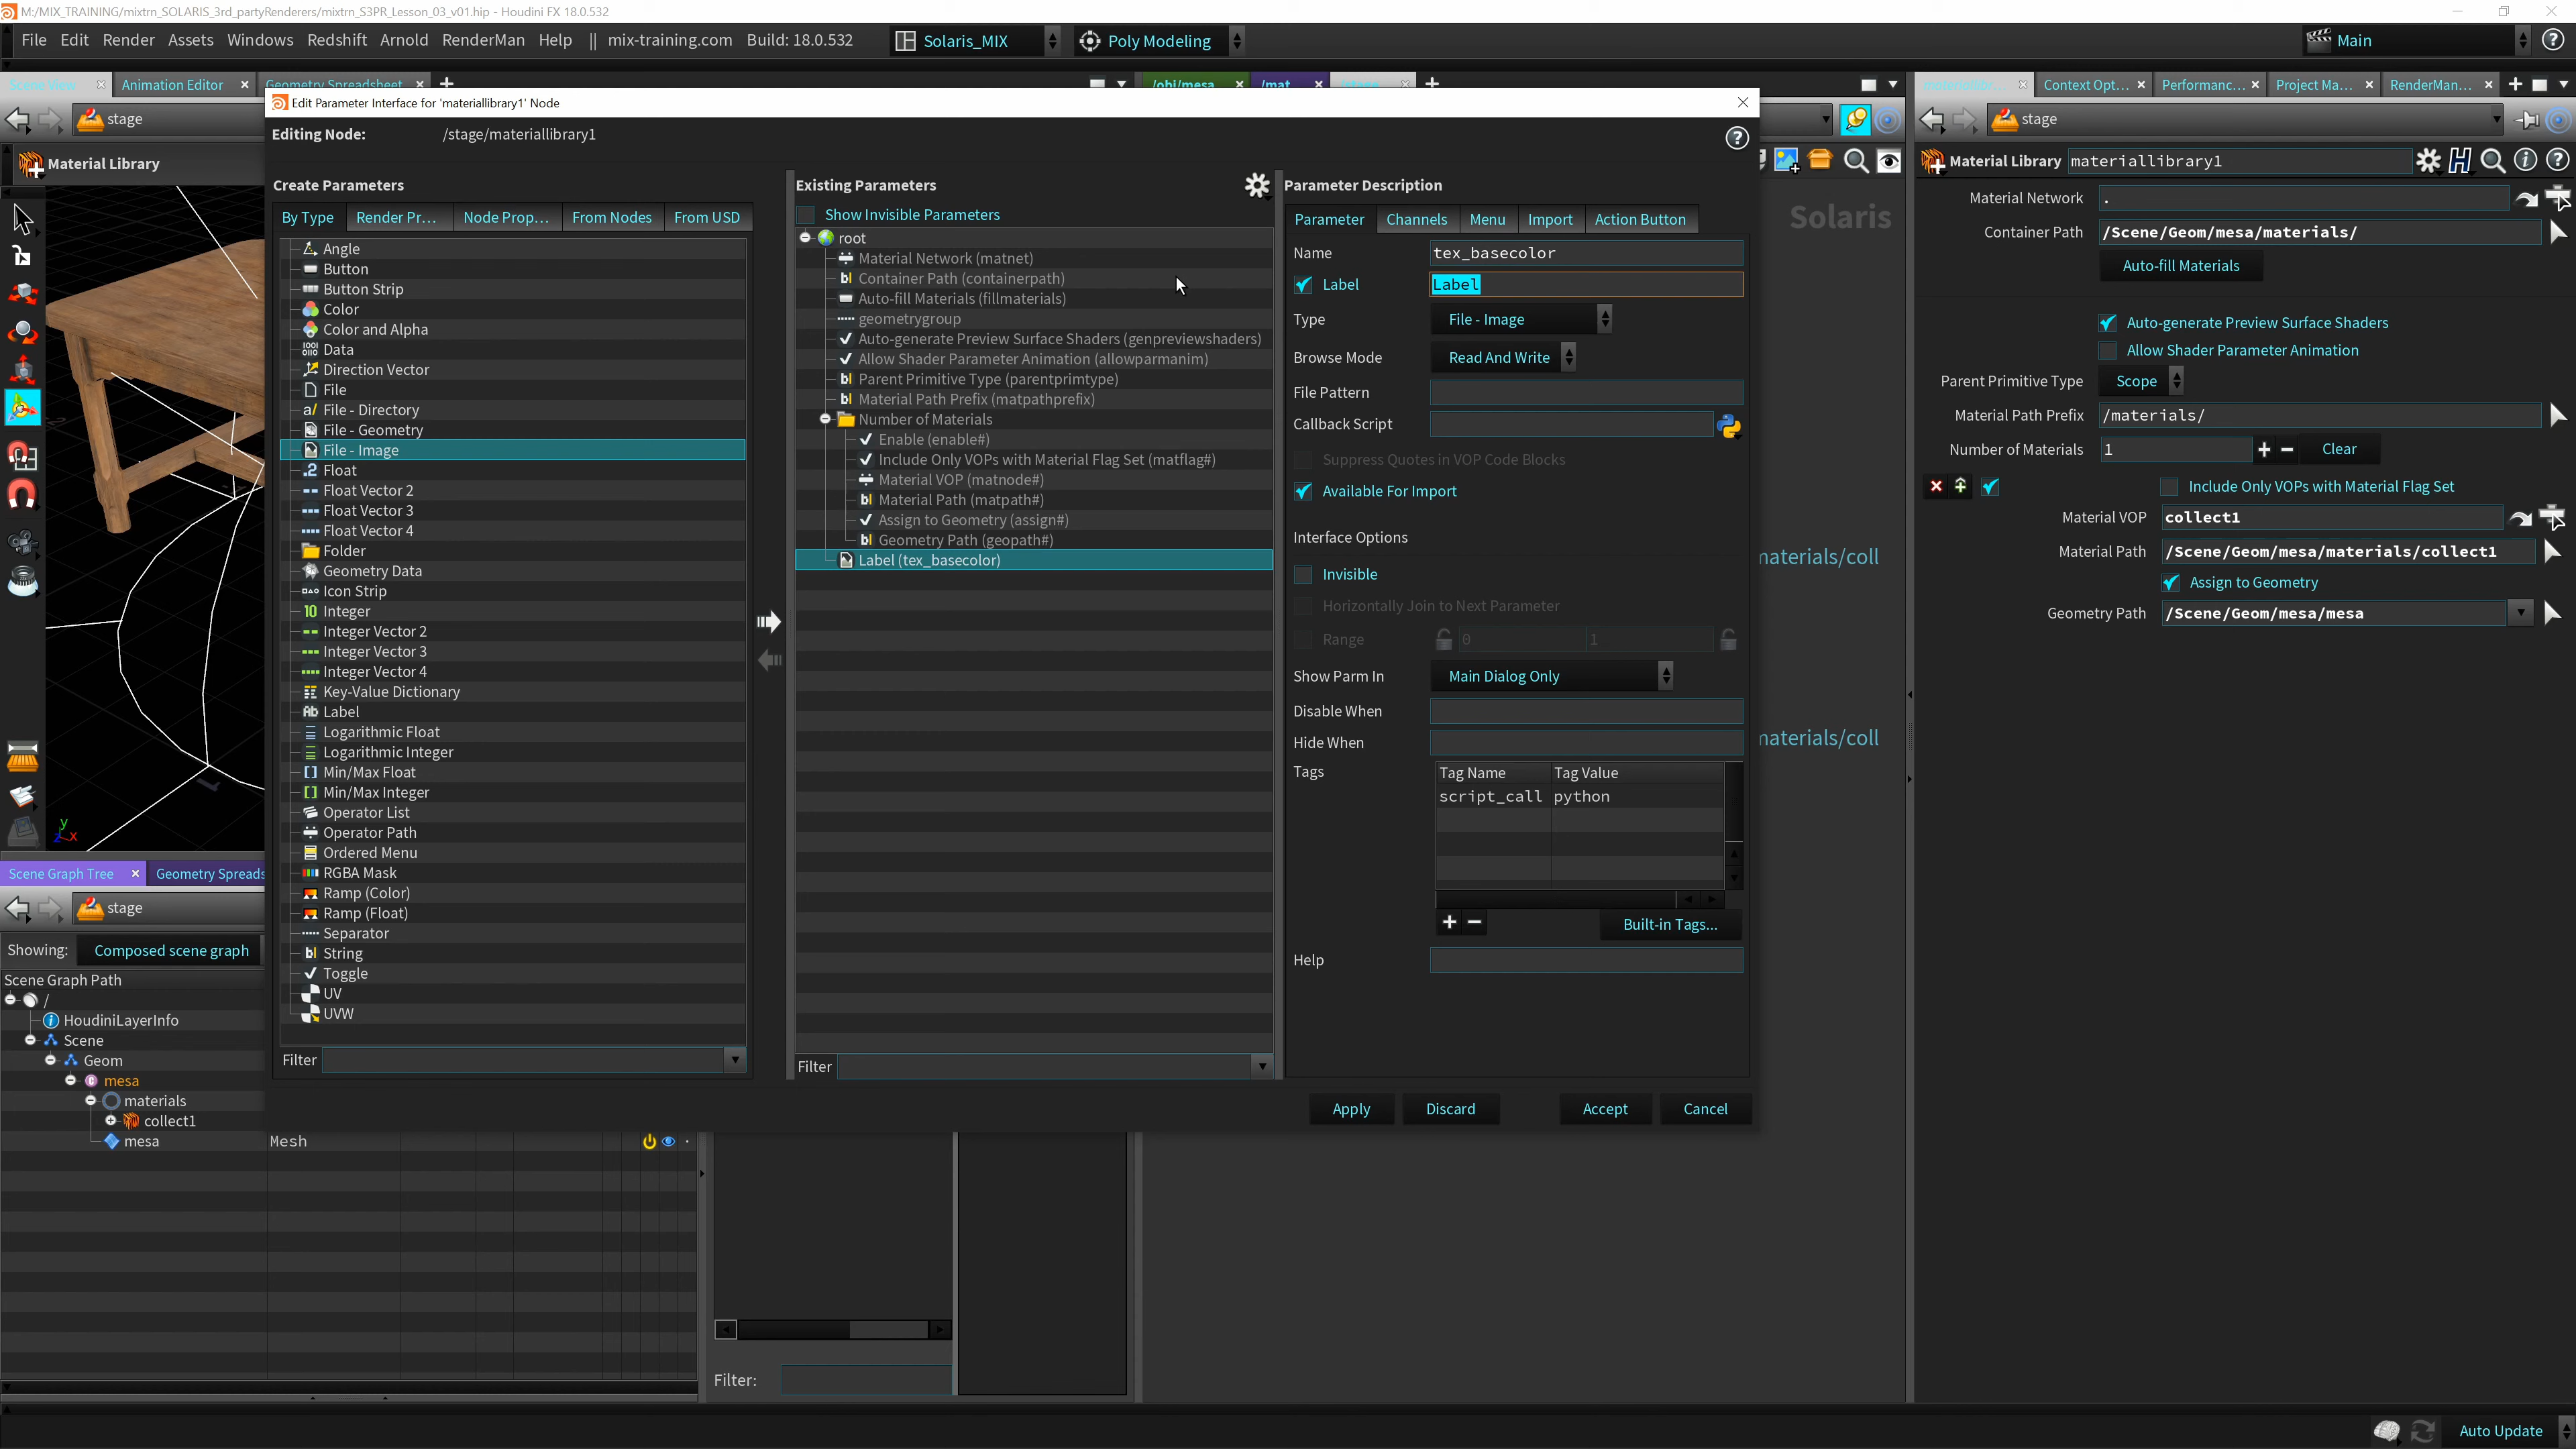 M:/MIX_TRAINING/mixtrn_SOLARIS_3rd_partyRenderers/mixtrn_S3PR_Lesson_03_v01.hip - Houdini FX 18.0.532
File Edit Render Assets Windows Redshift Arnold RenderMan Help || mix-training.com Build: 18.0.532 Solaris_MIX Poly Modeling Main
Scene View Animation Editor Geometry Spreadsheet /obj/mesa /mat Context Opt... Performanc... Project Ma... RenderMan...
stage
stage
Edit Parameter Interface for 'materiallibrary1' Node
Editing Node: /stage/materiallibrary1
Material Library
Create Parameters
By Type Render Pr... Node Prop... From Nodes From USD
Angle
Button
Button Strip
Color
Color and Alpha
Data
Direction Vector
File
File - Directory
File - Geometry
File - Image
Float
Float Vector 2
Float Vector 3
Float Vector 4
Folder
Geometry Data
Icon Strip
Integer
Integer Vector 2
Integer Vector 3
Integer Vector 4
Key-Value Dictionary
Label
Logarithmic Float
Logarithmic Integer
Min/Max Float
Min/Max Integer
Operator List
Operator Path
Ordered Menu
RGBA Mask
Ramp (Color)
Ramp (Float)
Separator
String
Toggle
UV
UVW
Filter
Existing Parameters
Show Invisible Parameters
root
Material Network (matnet)
Container Path (containerpath)
Auto-fill Materials (fillmaterials)
geometrygroup
Auto-generate Preview Surface Shaders (genpreviewshaders)
Allow Shader Parameter Animation (allowparmanim)
Parent Primitive Type (parentprimtype)
Material Path Prefix (matpathprefix)
Number of Materials
Enable (enable#)
Include Only VOPs with Material Flag Set (matflag#)
Material VOP (matnode#)
Material Path (matpath#)
Assign to Geometry (assign#)
Geometry Path (geopath#)
Label (tex_basecolor)
Filter
Parameter Description
Parameter Channels Menu Import Action Button
Name tex_basecolor
Label Label
Type File - Image
Browse Mode Read And Write
File Pattern
Callback Script
Suppress Quotes in VOP Code Blocks
Available For Import
Interface Options
Invisible
Horizontally Join to Next Parameter
Range 0 1
Show Parm In Main Dialog Only
Disable When
Hide When
Tags Tag Name Tag Value
script_call python
Built-in Tags...
Help
Apply Discard Accept Cancel
Solaris
naterials/coll
naterials/coll
Material Library materiallibrary1
Material Network .
Container Path /Scene/Geom/mesa/materials/
Auto-fill Materials
Auto-generate Preview Surface Shaders
Allow Shader Parameter Animation
Parent Primitive Type Scope
Material Path Prefix /materials/
Number of Materials 1 Clear
Include Only VOPs with Material Flag Set
Material VOP collect1
Material Path /Scene/Geom/mesa/materials/collect1
Assign to Geometry
Geometry Path /Scene/Geom/mesa/mesa
Scene Graph Tree Geometry Spreads
stage
Showing: Composed scene graph
Scene Graph Path
/
HoudiniLayerInfo
Scene
Geom
mesa
materials
collect1
mesa Mesh
Filter:
Auto Update